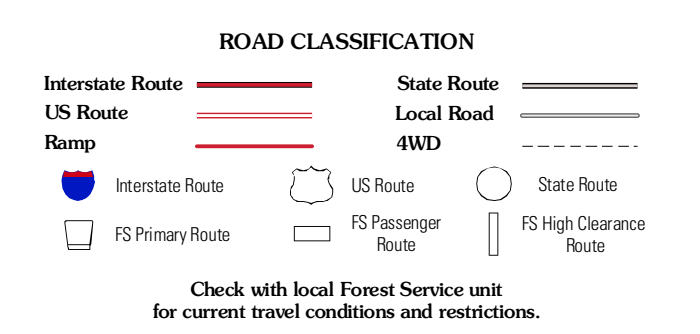 ROAD CLASSIFICATION
Interstate Route
State Route
US Route
Local Road
Ramp
4WD
Interstate Route
US Route
State Route
FS Primary Route
FS Passenger
Route
FS High Clearance
Route
Check with local Forest Service unit
for current travel conditions and restrictions.